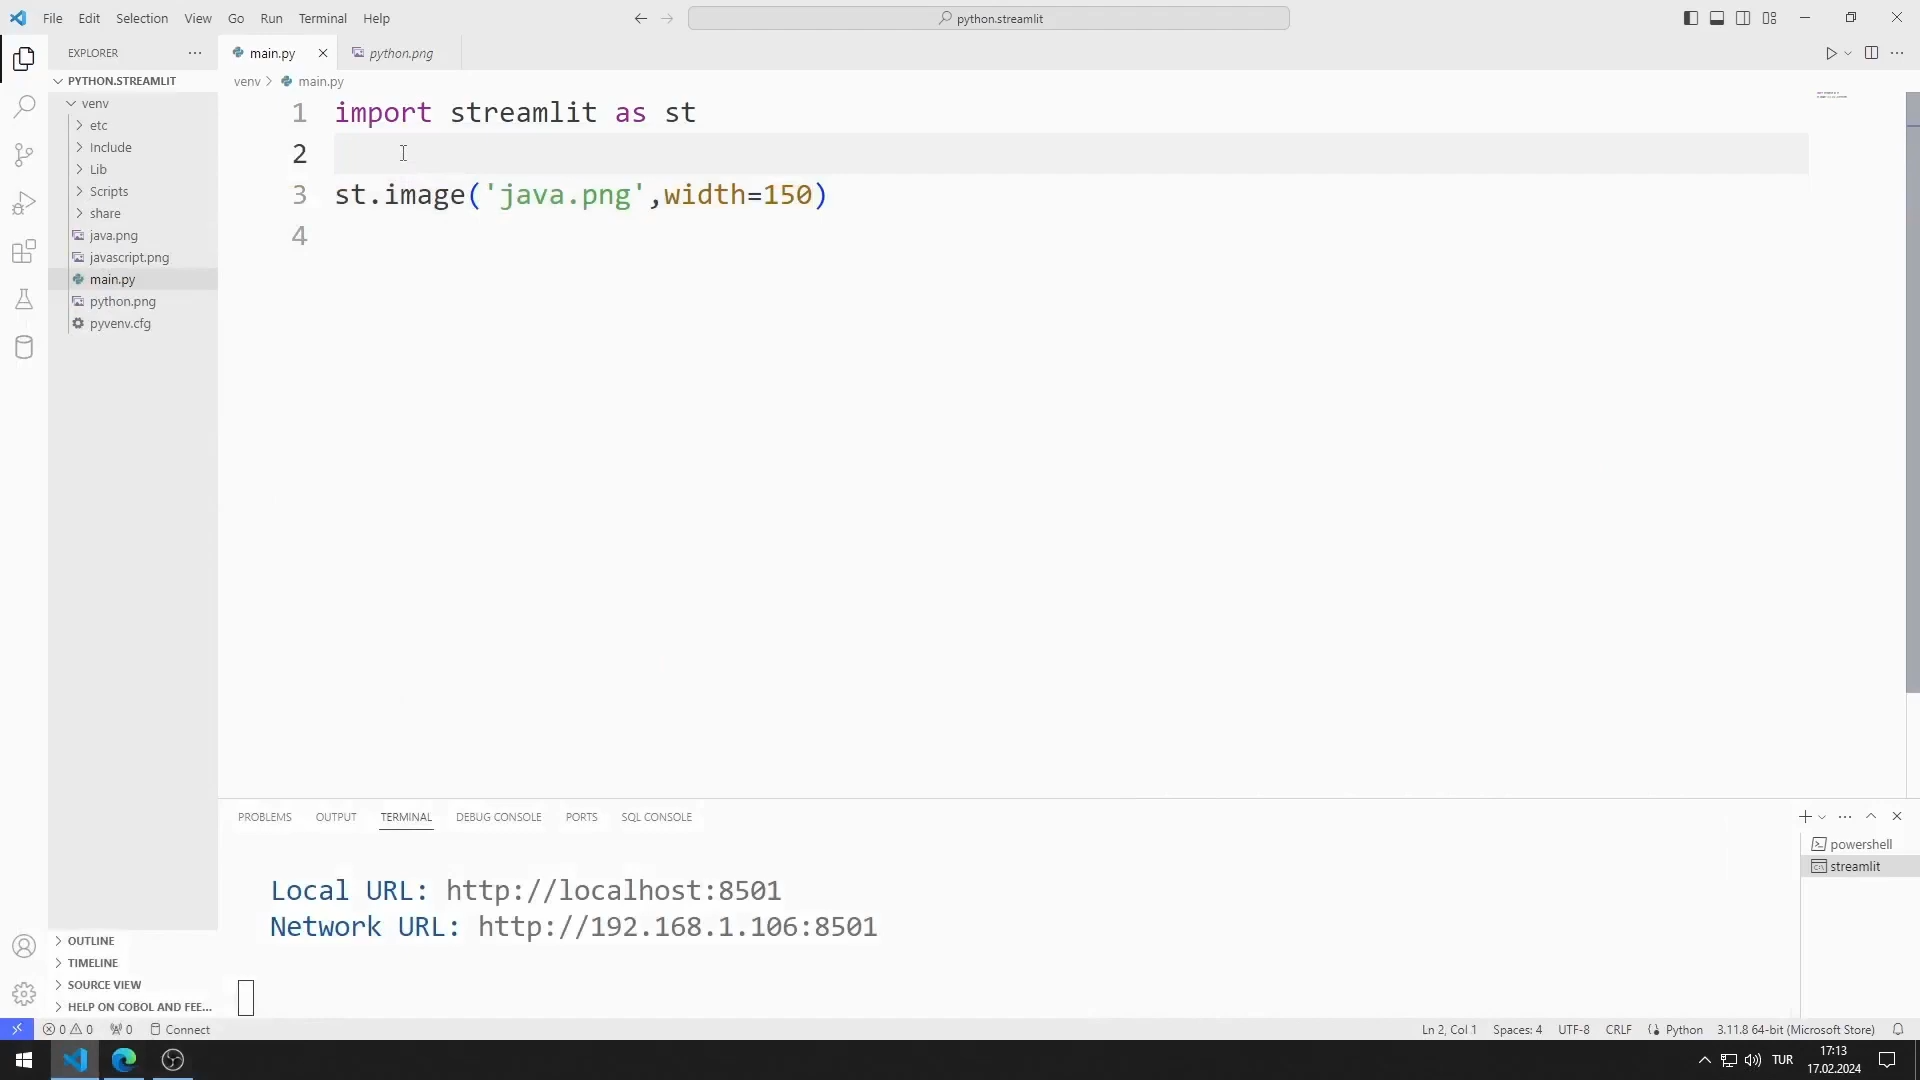 File Edit Selection View Go Run Terminal Help
python.streamlit
EXPLORER
main.py
python.png
PYTHON.STREAMLIT
venv > main.py
venv
etc
Include
Lib
Scripts
share
java.png
javascript.png
main.py
python.png
pyvenv.cfg
1 import streamlit as st
2
3 st.image('java.png',width=150)
4
PROBLEMS OUTPUT TERMINAL DEBUG CONSOLE PORTS SQL CONSOLE
powershell
streamlit
Local URL: http://localhost:8501
Network URL: http://192.168.1.106:8501
OUTLINE
TIMELINE
SOURCE VIEW
HELP ON COBOL AND FEE...
0 0 0 Connect
Ln 2, Col 1 Spaces: 4 UTF-8 CRLF Python 3.11.8 64-bit (Microsoft Store)
TUR
17:13
17.02.2024